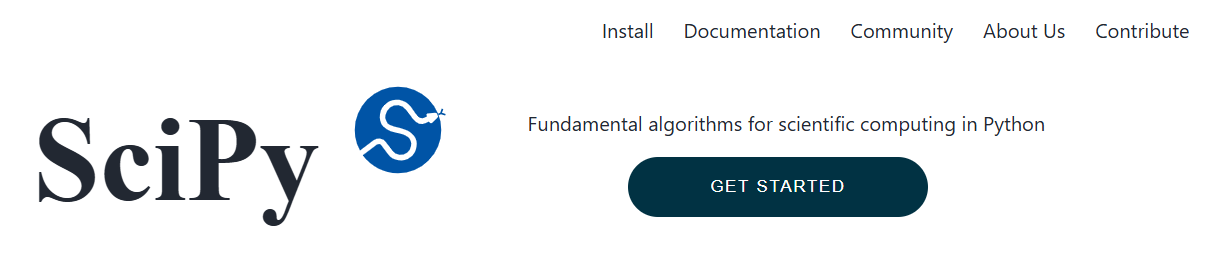 Install Documentation Community About Us Contribute
SciPy
Fundamental algorithms for scientific computing in Python
GET STARTED